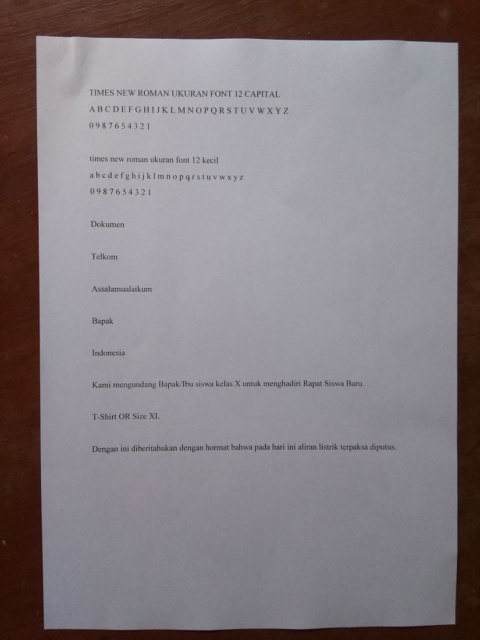 TIMES NEW ROMAN UKURAN FONT 12 CAPITAL
A B C D E F G H I J K L M N O P Q R S T U V W X Y Z
0 9 8 7 6 5 4 3 2 1
times new roman ukuran font 12 kecil
a b c d e f g h i j k l m n o p q r s t u v w x y z
0 9 8 7 6 5 4 3 2 1
Dokumen
Telkom
Assalamualaikum
Bapak
Indonesia
Kami mengundang Bapak/Ibu siswa kelas X untuk menghadiri Rapat Siswa Baru.
T-Shirt OR Size XL
Dengan ini diberitahukan dengan hormat bahwa pada hari ini aliran listrik terpaksa diputus.